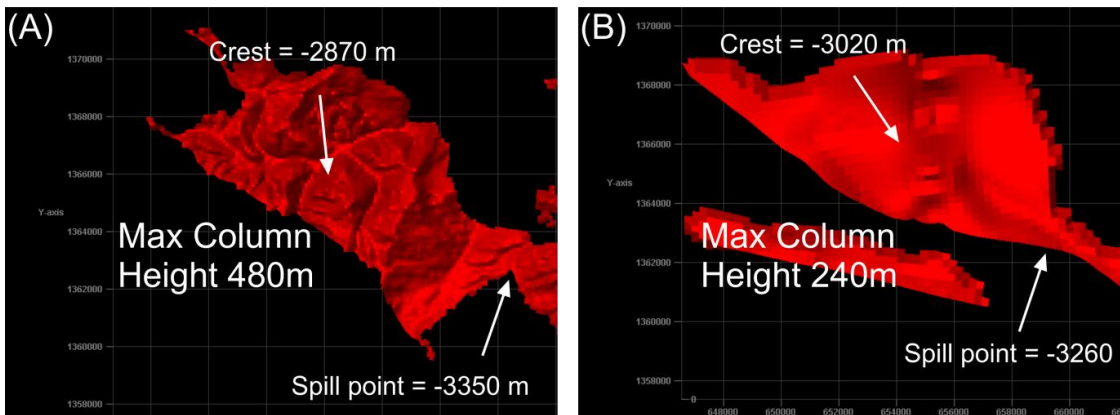 (A)
Crest = -2870 m
1370000
1368000
1366000
Y-axis
1364000
Max Column
Height 480m
1362000
1360000
Spill point = -3350 m
1358000
(B)
1370000
Crest = -3020 m
1368000
1366000
Y-axis
1364000
Max Column
Height 240m
1362000
1360000
Spill point = -3260
1358000
0
648000 650000 652000 654000 656000 658000 660000